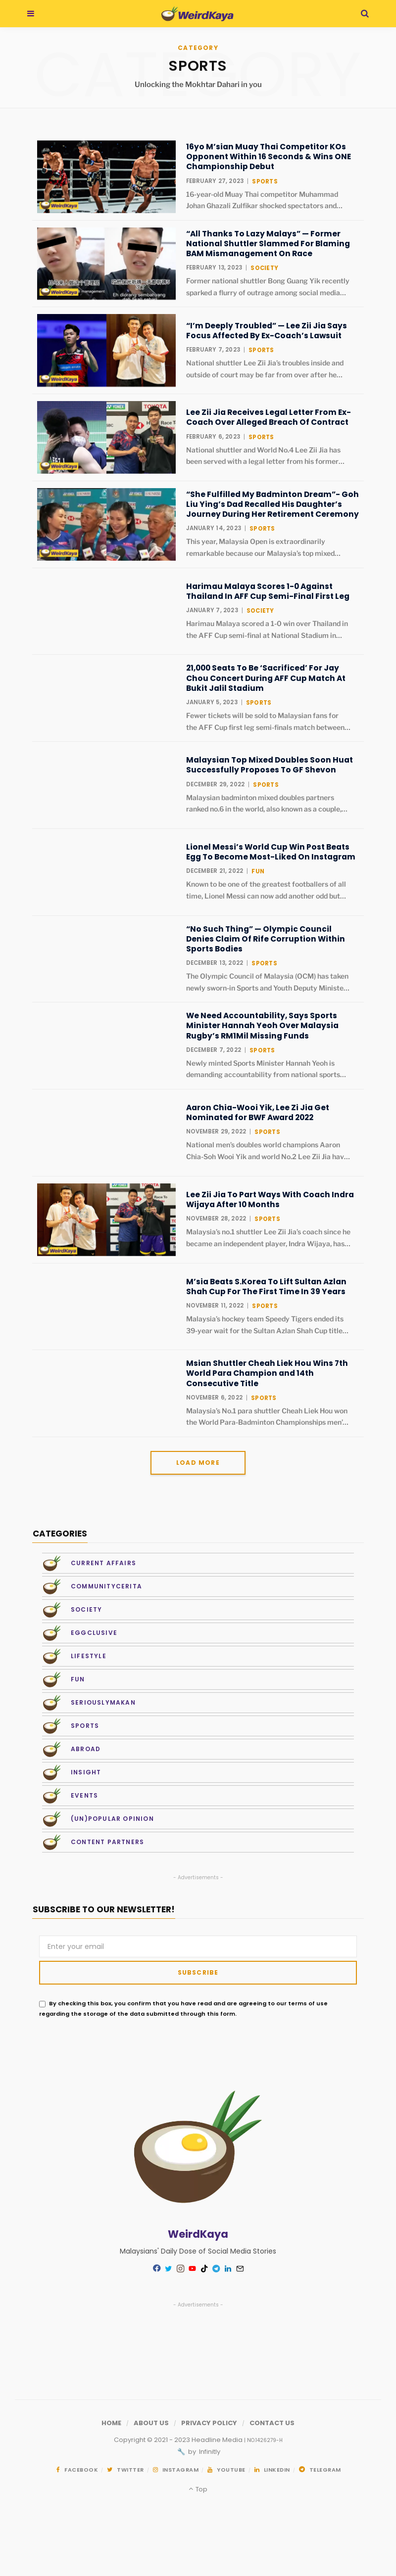 WeirdKaya
CATEGORY
CATEGORY
SPORTS
Unlocking the Mokhtar Dahari in you
16yo M’sian Muay Thai Competitor KOs
Opponent Within 16 Seconds & Wins ONE
Championship Debut
FEBRUARY 27, 2023 | SPORTS
16-year-old Muay Thai competitor Muhammad
Johan Ghazali Zulfikar shocked spectators and...
WeirdKaya
“All Thanks To Lazy Malays” — Former
National Shuttler Slammed For Blaming
BAM Mismanagement On Race
FEBRUARY 13, 2023 | SOCIETY
Former national shuttler Bong Guang Yik recently
sparked a flurry of outrage among social media...
WeirdKaya
“I’m Deeply Troubled” — Lee Zii Jia Says
Focus Affected By Ex-Coach’s Lawsuit
FEBRUARY 7, 2023 | SPORTS
National shuttler Lee Zii Jia’s troubles inside and
outside of court may be far from over after he...
WeirdKaya
Lee Zii Jia Receives Legal Letter From Ex-
Coach Over Alleged Breach Of Contract
FEBRUARY 6, 2023 | SPORTS
National shuttler and World No.4 Lee Zii Jia has
been served with a legal letter from his former...
TOYOTA
WeirdKaya
“She Fulfilled My Badminton Dream”- Goh
Liu Ying’s Dad Recalled His Daughter’s
Journey During Her Retirement Ceremony
JANUARY 14, 2023 | SPORTS
This year, Malaysia Open is extraordinarily
remarkable because our Malaysia’s top mixed...
WeirdKaya
Harimau Malaya Scores 1-0 Against
Thailand In AFF Cup Semi-Final First Leg
JANUARY 7, 2023 | SOCIETY
Harimau Malaya scored a 1-0 win over Thailand in
the AFF Cup semi-final at National Stadium in...
21,000 Seats To Be ‘Sacrificed’ For Jay
Chou Concert During AFF Cup Match At
Bukit Jalil Stadium
JANUARY 5, 2023 | SPORTS
Fewer tickets will be sold to Malaysian fans for
the AFF Cup first leg semi-finals match between...
Malaysian Top Mixed Doubles Soon Huat
Successfully Proposes To GF Shevon
DECEMBER 29, 2022 | SPORTS
Malaysian badminton mixed doubles partners
ranked no.6 in the world, also known as a couple,...
Lionel Messi’s World Cup Win Post Beats
Egg To Become Most-Liked On Instagram
DECEMBER 21, 2022 | FUN
Known to be one of the greatest footballers of all
time, Lionel Messi can now add another odd but...
“No Such Thing” — Olympic Council
Denies Claim Of Rife Corruption Within
Sports Bodies
DECEMBER 13, 2022 | SPORTS
The Olympic Council of Malaysia (OCM) has taken
newly sworn-in Sports and Youth Deputy Ministe...
We Need Accountability, Says Sports
Minister Hannah Yeoh Over Malaysia
Rugby’s RM1Mil Missing Funds
DECEMBER 7, 2022 | SPORTS
Newly minted Sports Minister Hannah Yeoh is
demanding accountability from national sports...
Aaron Chia-Wooi Yik, Lee Zi Jia Get
Nominated for BWF Award 2022
NOVEMBER 29, 2022 | SPORTS
National men’s doubles world champions Aaron
Chia-Soh Wooi Yik and world No.2 Lee Zii Jia hav...
Lee Zii Jia To Part Ways With Coach Indra
Wijaya After 10 Months
NOVEMBER 28, 2022 | SPORTS
Malaysia’s no.1 shuttler Lee Zii Jia’s coach since he
became an independent player, Indra Wijaya, has...
WeirdKaya
M’sia Beats S.Korea To Lift Sultan Azlan
Shah Cup For The First Time In 39 Years
NOVEMBER 11, 2022 | SPORTS
Malaysia’s hockey team Speedy Tigers ended its
39-year wait for the Sultan Azlan Shah Cup title...
Msian Shuttler Cheah Liek Hou Wins 7th
World Para Champion and 14th
Consecutive Title
NOVEMBER 6, 2022 | SPORTS
Malaysia’s No.1 para shuttler Cheah Liek Hou won
the World Para-Badminton Championships men’...
LOAD MORE
CATEGORIES
CURRENT AFFAIRS
COMMUNITYCERITA
SOCIETY
EGGCLUSIVE
LIFESTYLE
FUN
SERIOUSLYMAKAN
SPORTS
ABROAD
INSIGHT
EVENTS
(UN)POPULAR OPINION
CONTENT PARTNERS
- Advertisements -
SUBSCRIBE TO OUR NEWSLETTER!
Enter your email
SUBSCRIBE
By checking this box, you confirm that you have read and are agreeing to our terms of use
regarding the storage of the data submitted through this form.
WeirdKaya
Malaysians' Daily Dose of Social Media Stories
- Advertisements -
HOME / ABOUT US / PRIVACY POLICY / CONTACT US
Copyright © 2021 - 2023 Headline Media ( NO1426279-H
by Infinitly
FACEBOOK | TWITTER | INSTAGRAM | YOUTUBE | LINKEDIN | TELEGRAM
Top